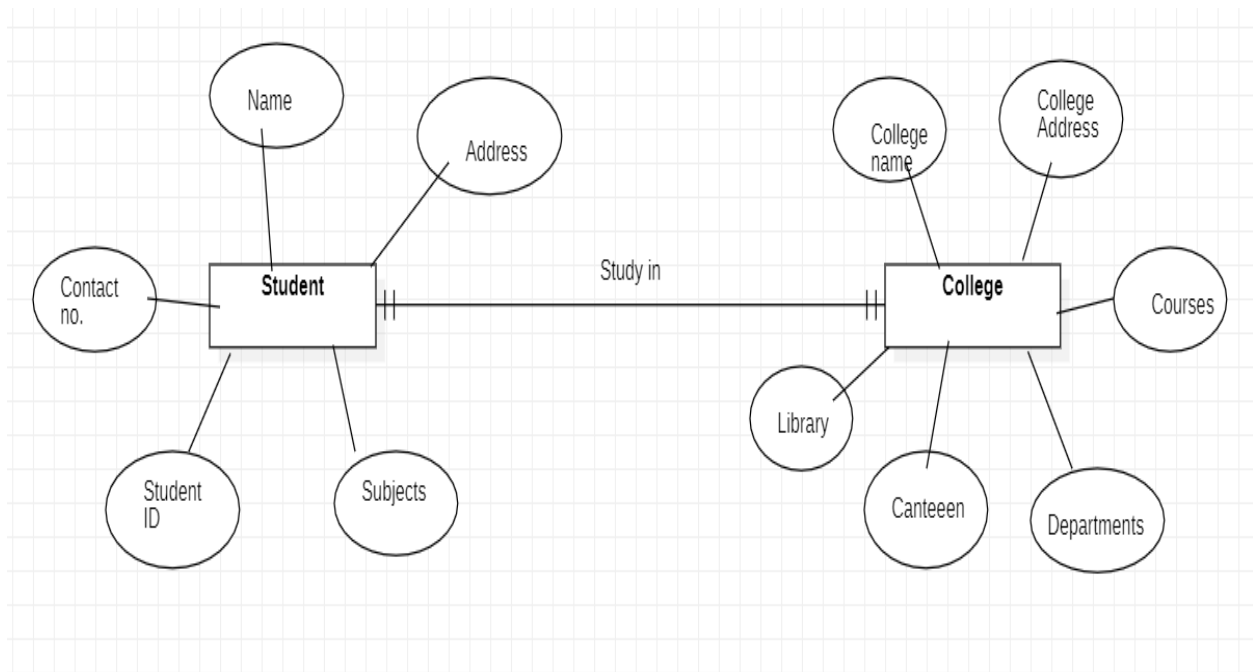 Name
Address
College
name
College
Address
Contact
no.
Student
Study in
College
Courses
Library
Student
ID
Subjects
Canteeen
Departments